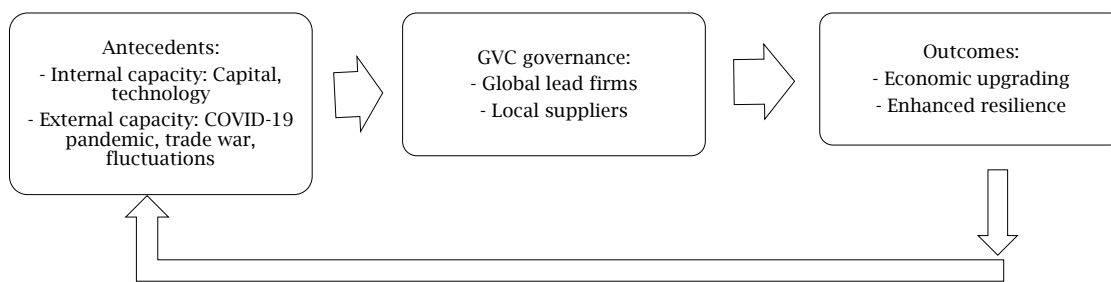 Antecedents:
- Internal capacity: Capital,
technology
- External capacity: COVID-19
pandemic, trade war,
fluctuations
GVC governance:
- Global lead firms
- Local suppliers
Outcomes:
- Economic upgrading
- Enhanced resilience